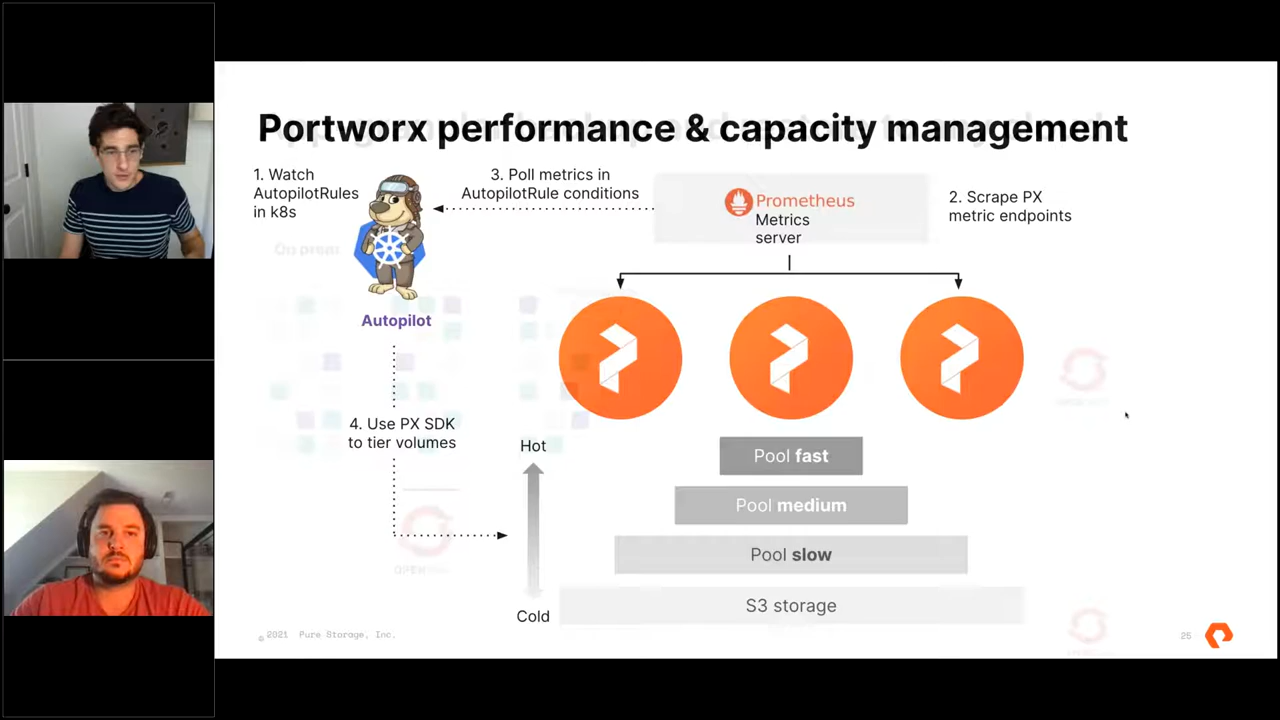 Portworx performance & capacity management
1. Watch
AutopilotRules
in k8s
3. Poll metrics in
AutopilotRule conditions
Prometheus
Metrics
server
2. Scrape PX
metric endpoints
Autopilot
4. Use PX SDK
to tier volumes
Hot
Pool fast
Pool medium
Pool slow
S3 storage
Cold
© 2021 Pure Storage, Inc.
25